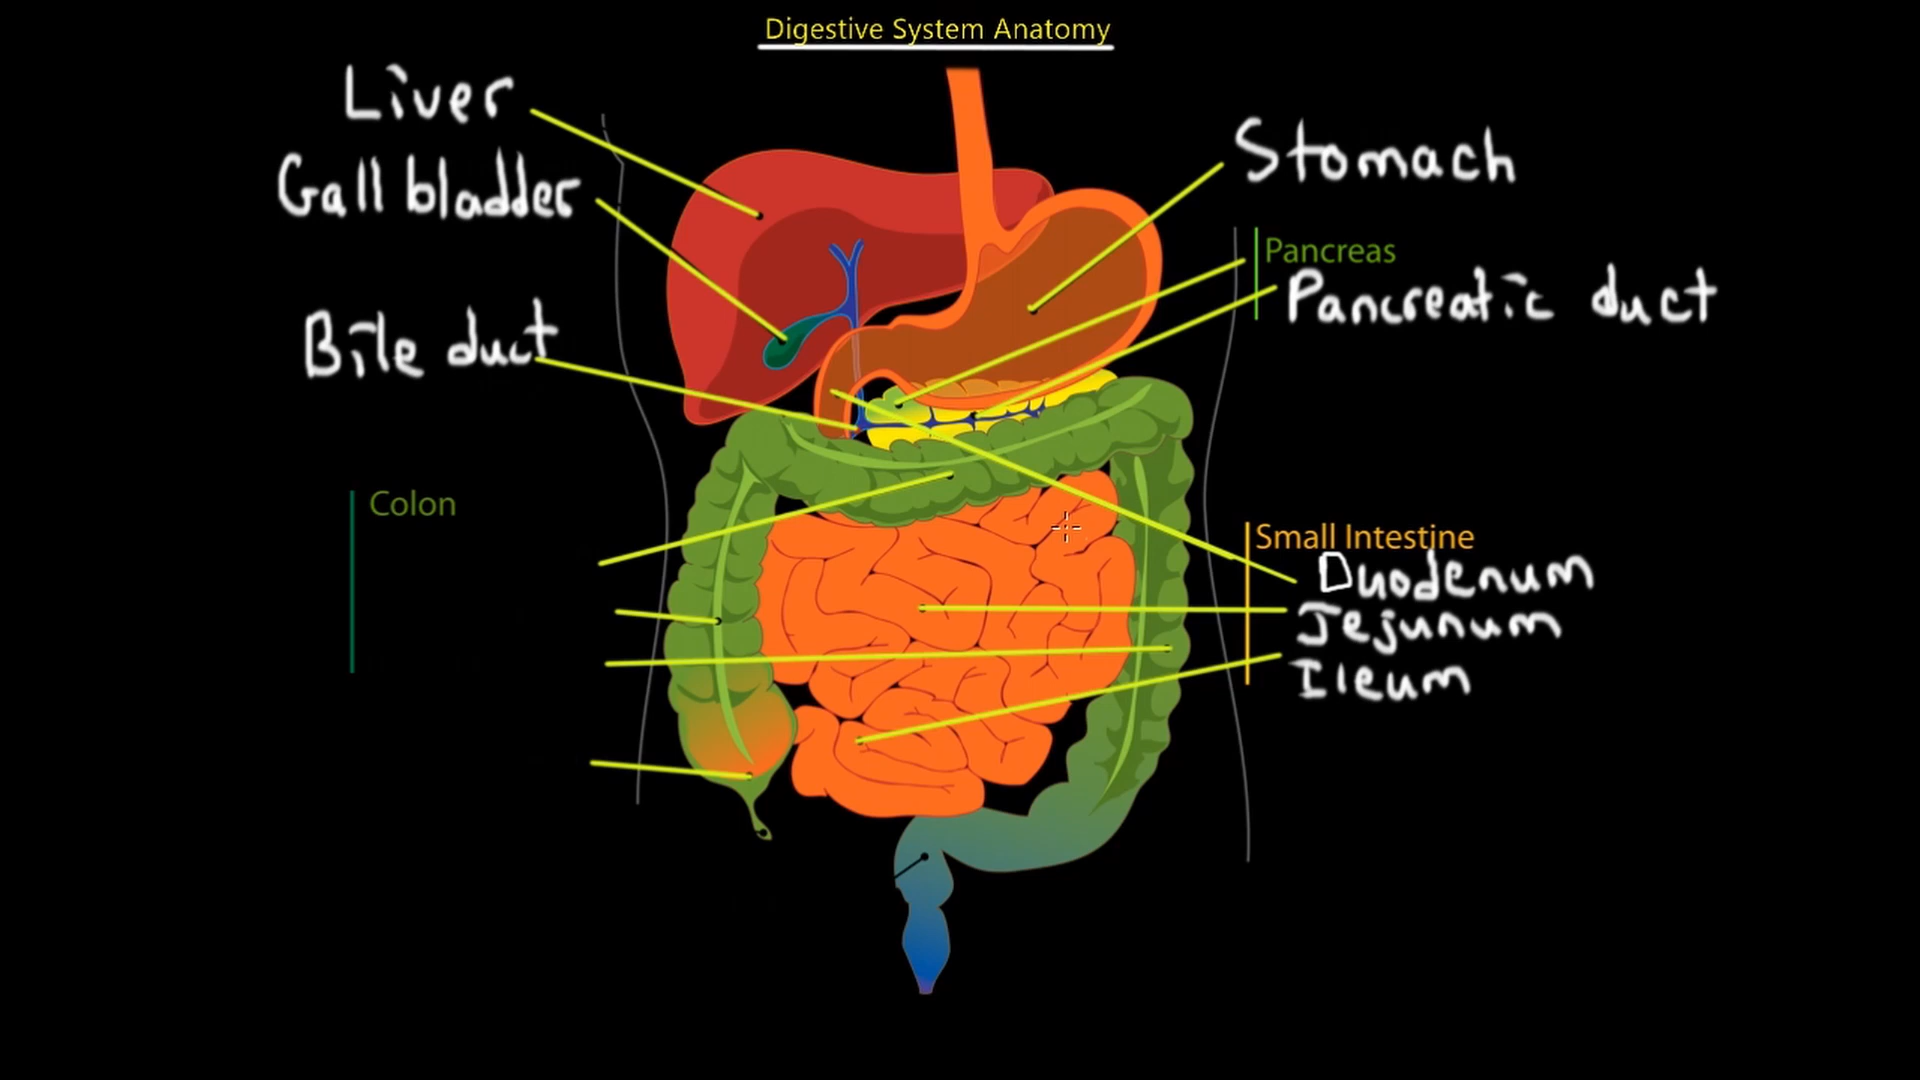 Digestive System Anatomy
Liver
Gall bladder
Bile duct
Stomach
Pancreas
Pancreatic duct
Colon
Small Intestine
Duodenum
Jejunum
Ileum